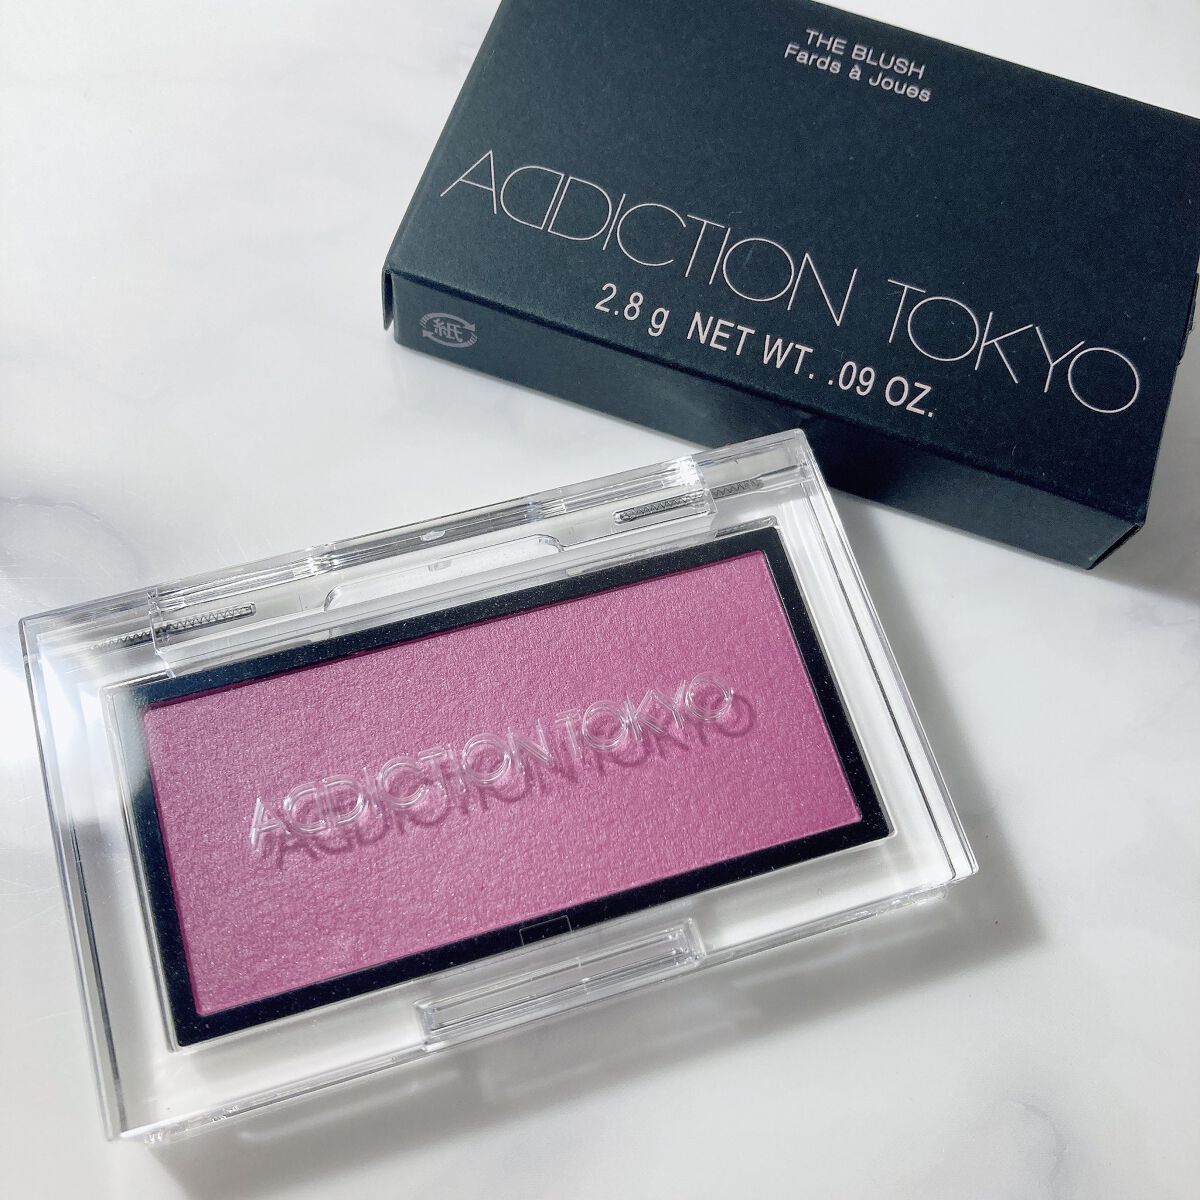 THE BLUSH
Fards à Joues
ADDICTION TOKYO
2.8 g NET WT. .09 OZ.
紙
ADDICTION TOKYO